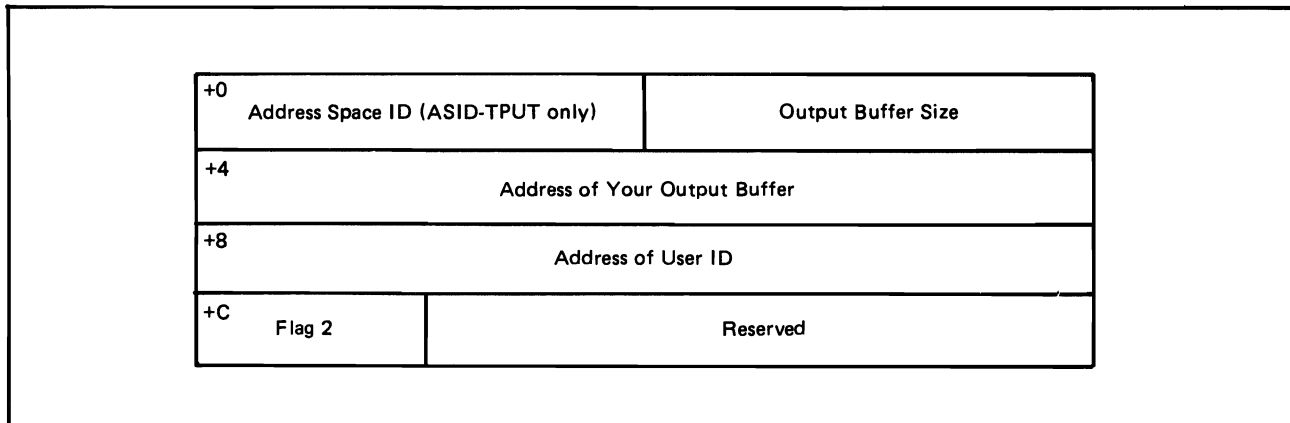 +0
Address Space ID (ASID-TPUT only)
Output Buffer Size
+4
Address of Your Output Buffer
+8
Address of User ID
+C
Flag 2
Reserved